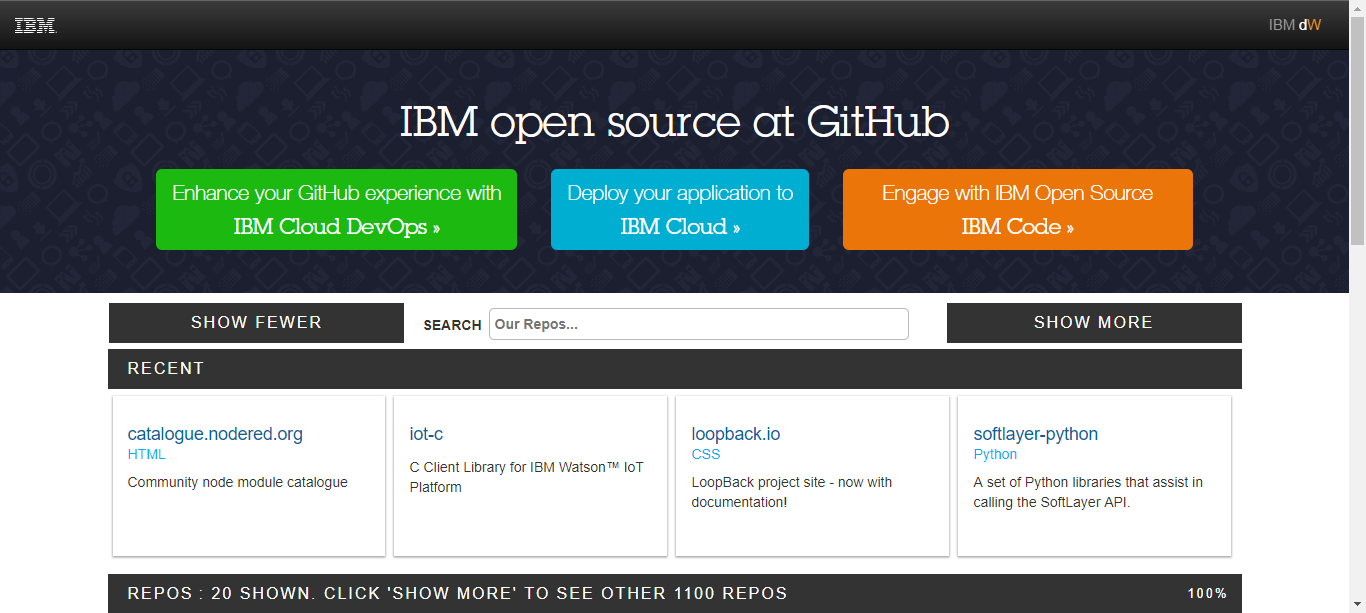 IBM
IBM dW
IBM open source at GitHub
Enhance your GitHub experience with
IBM Cloud DevOps »
Deploy your application to
IBM Cloud »
Engage with IBM Open Source
IBM Code »
SHOW FEWER
SEARCH
Our Repos...
SHOW MORE
RECENT
catalogue.nodered.org
HTML
Community node module catalogue
iot-c
C Client Library for IBM Watson™ IoT
Platform
loopback.io
CSS
LoopBack project site - now with
documentation!
softlayer-python
Python
A set of Python libraries that assist in
calling the SoftLayer API.
REPOS : 20 SHOWN. CLICK 'SHOW MORE' TO SEE OTHER 1100 REPOS
100%